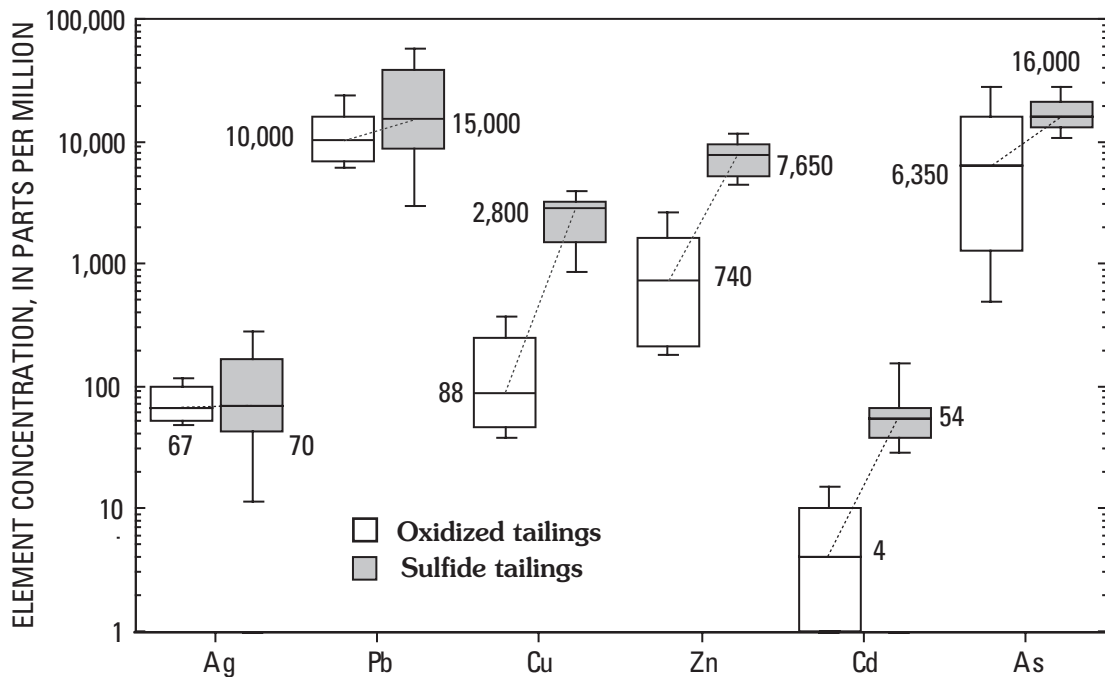 ELEMENT CONCENTRATION, IN PARTS PER MILLION
100,000
10,000
1,000
100
10
1
67
70
10,000
15,000
2,800
88
7,650
740
54
4
16,000
6,350
Oxidized tailings
Sulfide tailings
Ag
Pb
Cu
Zn
Cd
As